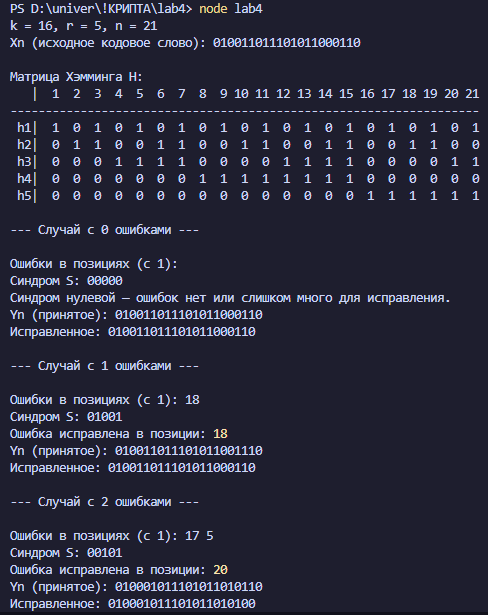 PS D:\univer\!КРИПТА\lab4> node lab4
k = 16, r = 5, n = 21
Xn (исходное кодовое слово): 010011011101011000110
Матрица Хэмминга H:
| 1 2 3 4 5 6 7 8 9 10 11 12 13 14 15 16 17 18 19 20 21
--------------------------------------------------------------------
h1| 1 0 1 0 1 0 1 0 1 0 1 0 1 0 1 0 1 0 1 0 1
h2| 0 1 1 0 0 1 1 0 0 1 1 0 0 1 1 0 0 1 1 0 0
h3| 0 0 0 1 1 1 1 0 0 0 0 1 1 1 1 0 0 0 0 1 1
h4| 0 0 0 0 0 0 0 1 1 1 1 1 1 1 1 0 0 0 0 0 0
h5| 0 0 0 0 0 0 0 0 0 0 0 0 0 0 0 1 1 1 1 1 1
--- Случай с 0 ошибками ---
Ошибки в позициях (с 1):
Синдром S: 00000
Синдром нулевой — ошибок нет или слишком много для исправления.
Yn (принятое): 010011011101011000110
Исправленное: 010011011101011000110
--- Случай с 1 ошибками ---
Ошибки в позициях (с 1): 18
Синдром S: 01001
Ошибка исправлена в позиции: 18
Yn (принятое): 010011011101011001110
Исправленное: 010011011101011000110
--- Случай с 2 ошибками ---
Ошибки в позициях (с 1): 17 5
Синдром S: 00101
Ошибка исправлена в позиции: 20
Yn (принятое): 010001011101011010110
Исправленное: 010001011101011010100